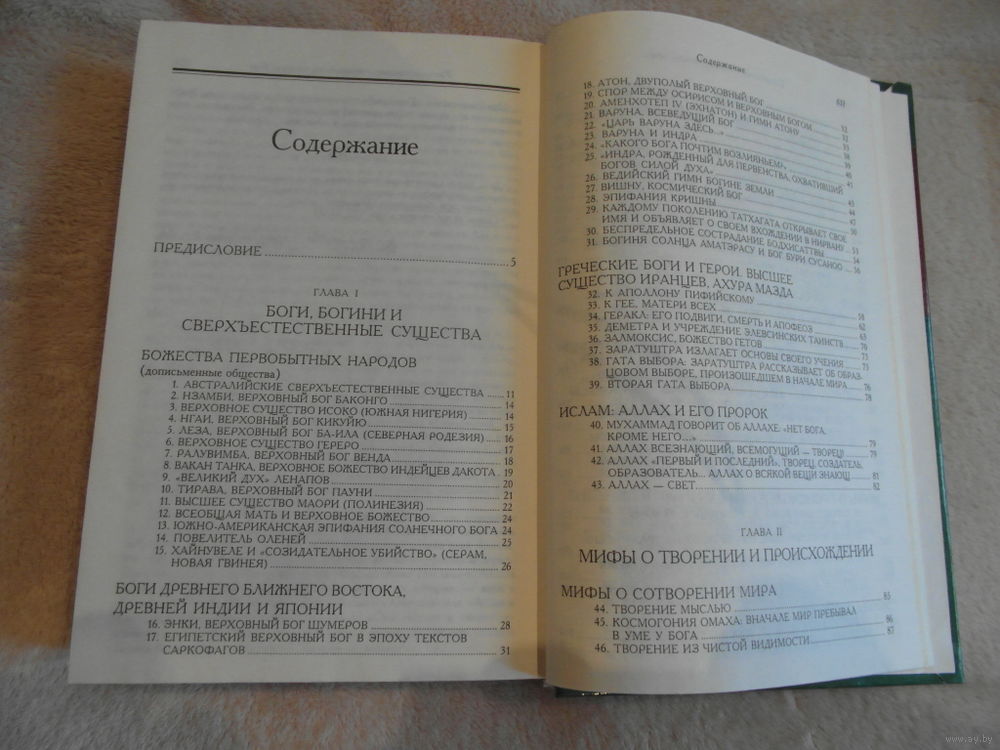 Содержание
ПРЕДИСЛОВИЕ 5
ГЛАВА I
БОГИ, БОГИНИ И
СВЕРХЪЕСТЕСТВЕННЫЕ СУЩЕСТВА
БОЖЕСТВА ПЕРВОБЫТНЫХ НАРОДОВ
(дописьменные общества)
1. АВСТРАЛИЙСКИЕ СВЕРХЪЕСТЕСТВЕННЫЕ СУЩЕСТВА 11
2. НЗАМБИ, ВЕРХОВНЫЙ БОГ БАКОНГО 14
3. ВЕРХОВНОЕ СУЩЕСТВО ИСОКО (ЮЖНАЯ НИГЕРИЯ) 14
4. НГАИ, ВЕРХОВНЫЙ БОГ КИКУЙЮ 15
5. ЛЕЗА, ВЕРХОВНЫЙ БОГ БА-ИЛА (СЕВЕРНАЯ РОДЕЗИЯ) 16
6. ВЕРХОВНОЕ СУЩЕСТВО ГЕРЕРО 17
7. РАЛУВИМБА, ВЕРХОВНЫЙ БОГ ВЕНДА 18
8. ВАКАН ТАНКА, ВЕРХОВНОЕ БОЖЕСТВО ИНДЕЙЦЕВ ДАКОТА 19
9. «ВЕЛИКИЙ ДУХ» ЛЕНАПОВ 20
10. ТИРАВА, ВЕРХОВНЫЙ БОГ ПАУНИ 21
11. ВЫСШЕЕ СУЩЕСТВО МАОРИ (ПОЛИНЕЗИЯ) 22
12. ВСЕОБЩАЯ МАТЬ И ВЕРХОВНОЕ БОЖЕСТВО 24
13. ЮЖНО-АМЕРИКАНСКАЯ ЭПИФАНИЯ СОЛНЕЧНОГО БОГА 24
14. ПОВЕЛИТЕЛЬ ОЛЕНЕЙ 25
15. ХАЙНУВЕЛЕ И «СОЗИДАТЕЛЬНОЕ УБИЙСТВО» (СЕРАМ,
НОВАЯ ГВИНЕЯ) 26
БОГИ ДРЕВНЕГО БЛИЖНЕГО ВОСТОКА,
ДРЕВНЕЙ ИНДИИ И ЯПОНИИ
16. ЭНКИ, ВЕРХОВНЫЙ БОГ ШУМЕРОВ 28
17. ЕГИПЕТСКИЙ ВЕРХОВНЫЙ БОГ В ЭПОХУ ТЕКСТОВ
САРКОФАГОВ 31
Содержание
18. АТОН, ДВУПОЛЫЙ ВЕРХОВНЫЙ БОГ
19. СПОР МЕЖДУ ОСИРИСОМ И ВЕРХОВНЫМ БОГОМ
20. АМЕНХОТЕП IV (ЭХНАТОН) И ГИМН АТОНУ
21. ВАРУНА, ВСЕВЕДУЩИЙ БОГ
22. «ЦАРЬ ВАРУНА ЗДЕСЬ...»
23. ВАРУНА И ИНДРА
24. «КАКОГО БОГА ПОЧТИМ ВОЗЛИЯНЬЕМ?»
25. «ИНДРА, РОЖДЕННЫЙ ДЛЯ ПЕРВЕНСТВА, ОХВАТИВШИЙ
БОГОВ СИЛОЙ ДУХА»
26. ВЕДИЙСКИЙ ГИМН БОГИНЕ ЗЕМЛИ
27. ВИШНУ, КОСМИЧЕСКИЙ БОГ
28. ЭПИФАНИЯ КРИШНЫ
29. КАЖДОМУ ПОКОЛЕНИЮ ТАТХАГАТА ОТКРЫВАЕТ СВОЕ
ИМЯ И ОБЪЯВЛЯЕТ О СВОЕМ ВХОЖДЕНИИ В НИРВАНУ
30. БЕСПРЕДЕЛЬНОЕ СОСТРАДАНИЕ БОДХИСАТТВЫ
31. БОГИНЯ СОЛНЦА АМАТЭРАСУ И БОГ БУРИ СУСАНОО
ГРЕЧЕСКИЕ БОГИ И ГЕРОИ. ВЫСШЕЕ
СУЩЕСТВО ИРАНЦЕВ, АХУРА МАЗДА
32. К АПОЛЛОНУ ПИФИЙСКОМУ 58
33. К ГЕЕ, МАТЕРИ ВСЕХ
34. ГЕРАКЛ: ЕГО ПОДВИГИ, СМЕРТЬ И АПОФЕОЗ
35. ДЕМЕТРА И УЧРЕЖДЕНИЕ ЭЛЕВСИНСКИХ ТАИНСТВ
36. ЗАЛМОКСИС, БОЖЕСТВО ГЕТОВ
37. ЗАРАТУШТРА ИЗЛАГАЕТ ОСНОВЫ СВОЕГО УЧЕНИЯ
38. ГАТА ВЫБОРА: ЗАРАТУШТРА РАССКАЗЫВАЕТ ОБ ОБРАЗ-
ЦОВОМ ВЫБОРЕ, ПРОИЗОШЕДШЕМ В НАЧАЛЕ МИРА 76
39. ВТОРАЯ ГАТА ВЫБОРА 78
ИСЛАМ: АЛЛАХ И ЕГО ПРОРОК
40. МУХАММАД ГОВОРИТ ОБ АЛЛАХЕ: «НЕТ БОГА,
КРОМЕ НЕГО...» 79
41. АЛЛАХ ВСЕЗНАЮЩИЙ, ВСЕМОГУЩИЙ — ТВОРЕЦ! 79
42. АЛЛАХ «ПЕРВЫЙ И ПОСЛЕДНИЙ», ТВОРЕЦ, СОЗДАТЕЛЬ,
ОБРАЗОВАТЕЛЬ... АЛЛАХ О ВСЯКОЙ ВЕЩИ ЗНАЮЩ 81
43. АЛЛАХ — СВЕТ 82
ГЛАВА II
МИФЫ О ТВОРЕНИИ И ПРОИСХОЖДЕНИИ
МИФЫ О СОТВОРЕНИИ МИРА
44. ТВОРЕНИЕ МЫСЛЬЮ 85
45. КОСМОГОНИЯ ОМАХА: ВНАЧАЛЕ МИР ПРЕБЫВАЛ
В УМЕ У БОГА 86
46. ТВОРЕНИЕ ИЗ ЧИСТОЙ ВИДИМОСТИ 87
www.ay.by